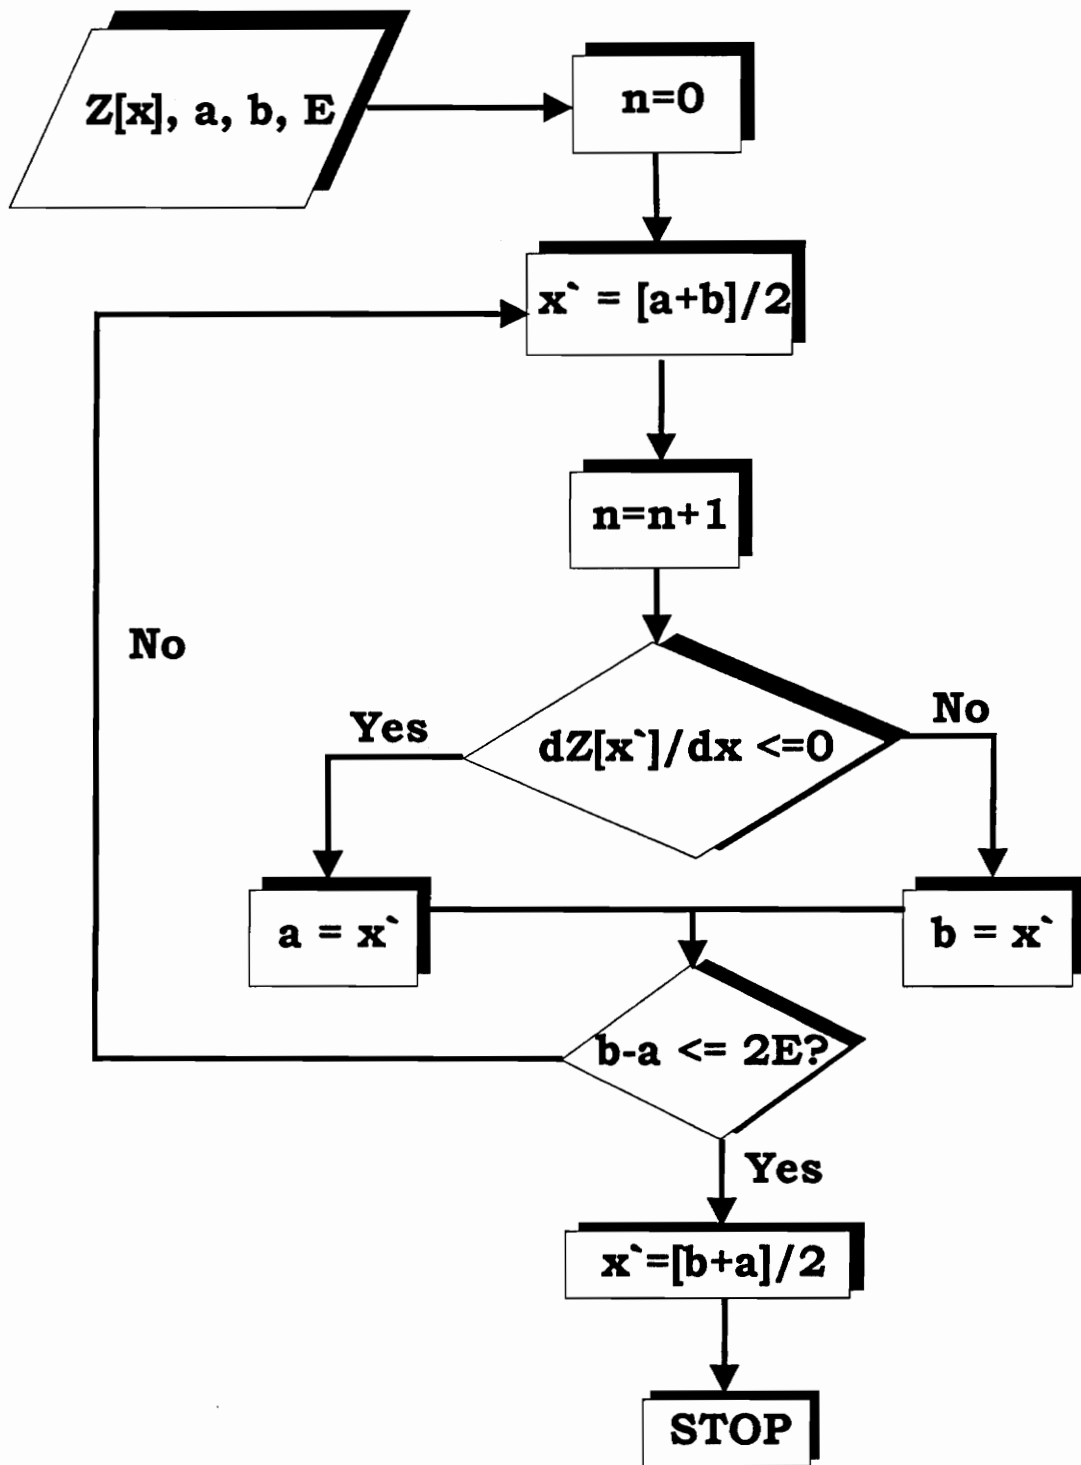 Z[x], a, b, E
n=0
x` = [a+b]/2
n=n+1
No
Yes
No
dZ[x`]/dx <=0
a = x`
b = x`
b-a <= 2E?
Yes
x`=[b+a]/2
STOP